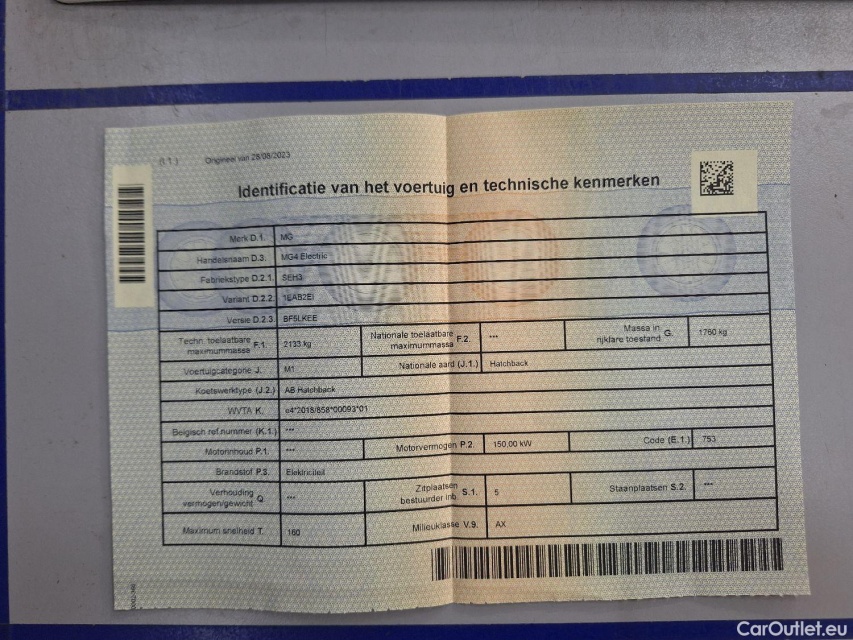 (I.1.) Origineel van 28/08/2023
Identificatie van het voertuig en technische kenmerken
Merk D.1. MG
Handelsnaam D.3. MG4 Electric
Fabriekstype D.2.1. SEH3
Variant D.2.2. 1EAB2EI
Versie D.2.3. BF5LKEE
Techn. toelaatbare maximummassa F.1. 2133 kg Nationale toelaatbare maximummassa F.2. --- Massa in rijklare toestand G. 1760 kg
Voertuigcategorie J. M1 Nationale aard (J.1.) Hatchback
Koetswerktype (J.2.) AB Hatchback
WVTA K. e4*2018/858*00093*01
Belgisch ref.nummer (K.1.) ---
Motorinhoud P.1. --- Motorvermogen P.2. 150,00 kW Code (E.1.) 753
Brandstof P.3. Elektriciteit
Verhouding vermogen/gewicht Q. --- Zitplaatsen bestuurder inb. S.1. 5 Staanplaatsen S.2. ---
Maximum snelheid T. 160 Milieuklasse V.9. AX
CarOutlet.eu